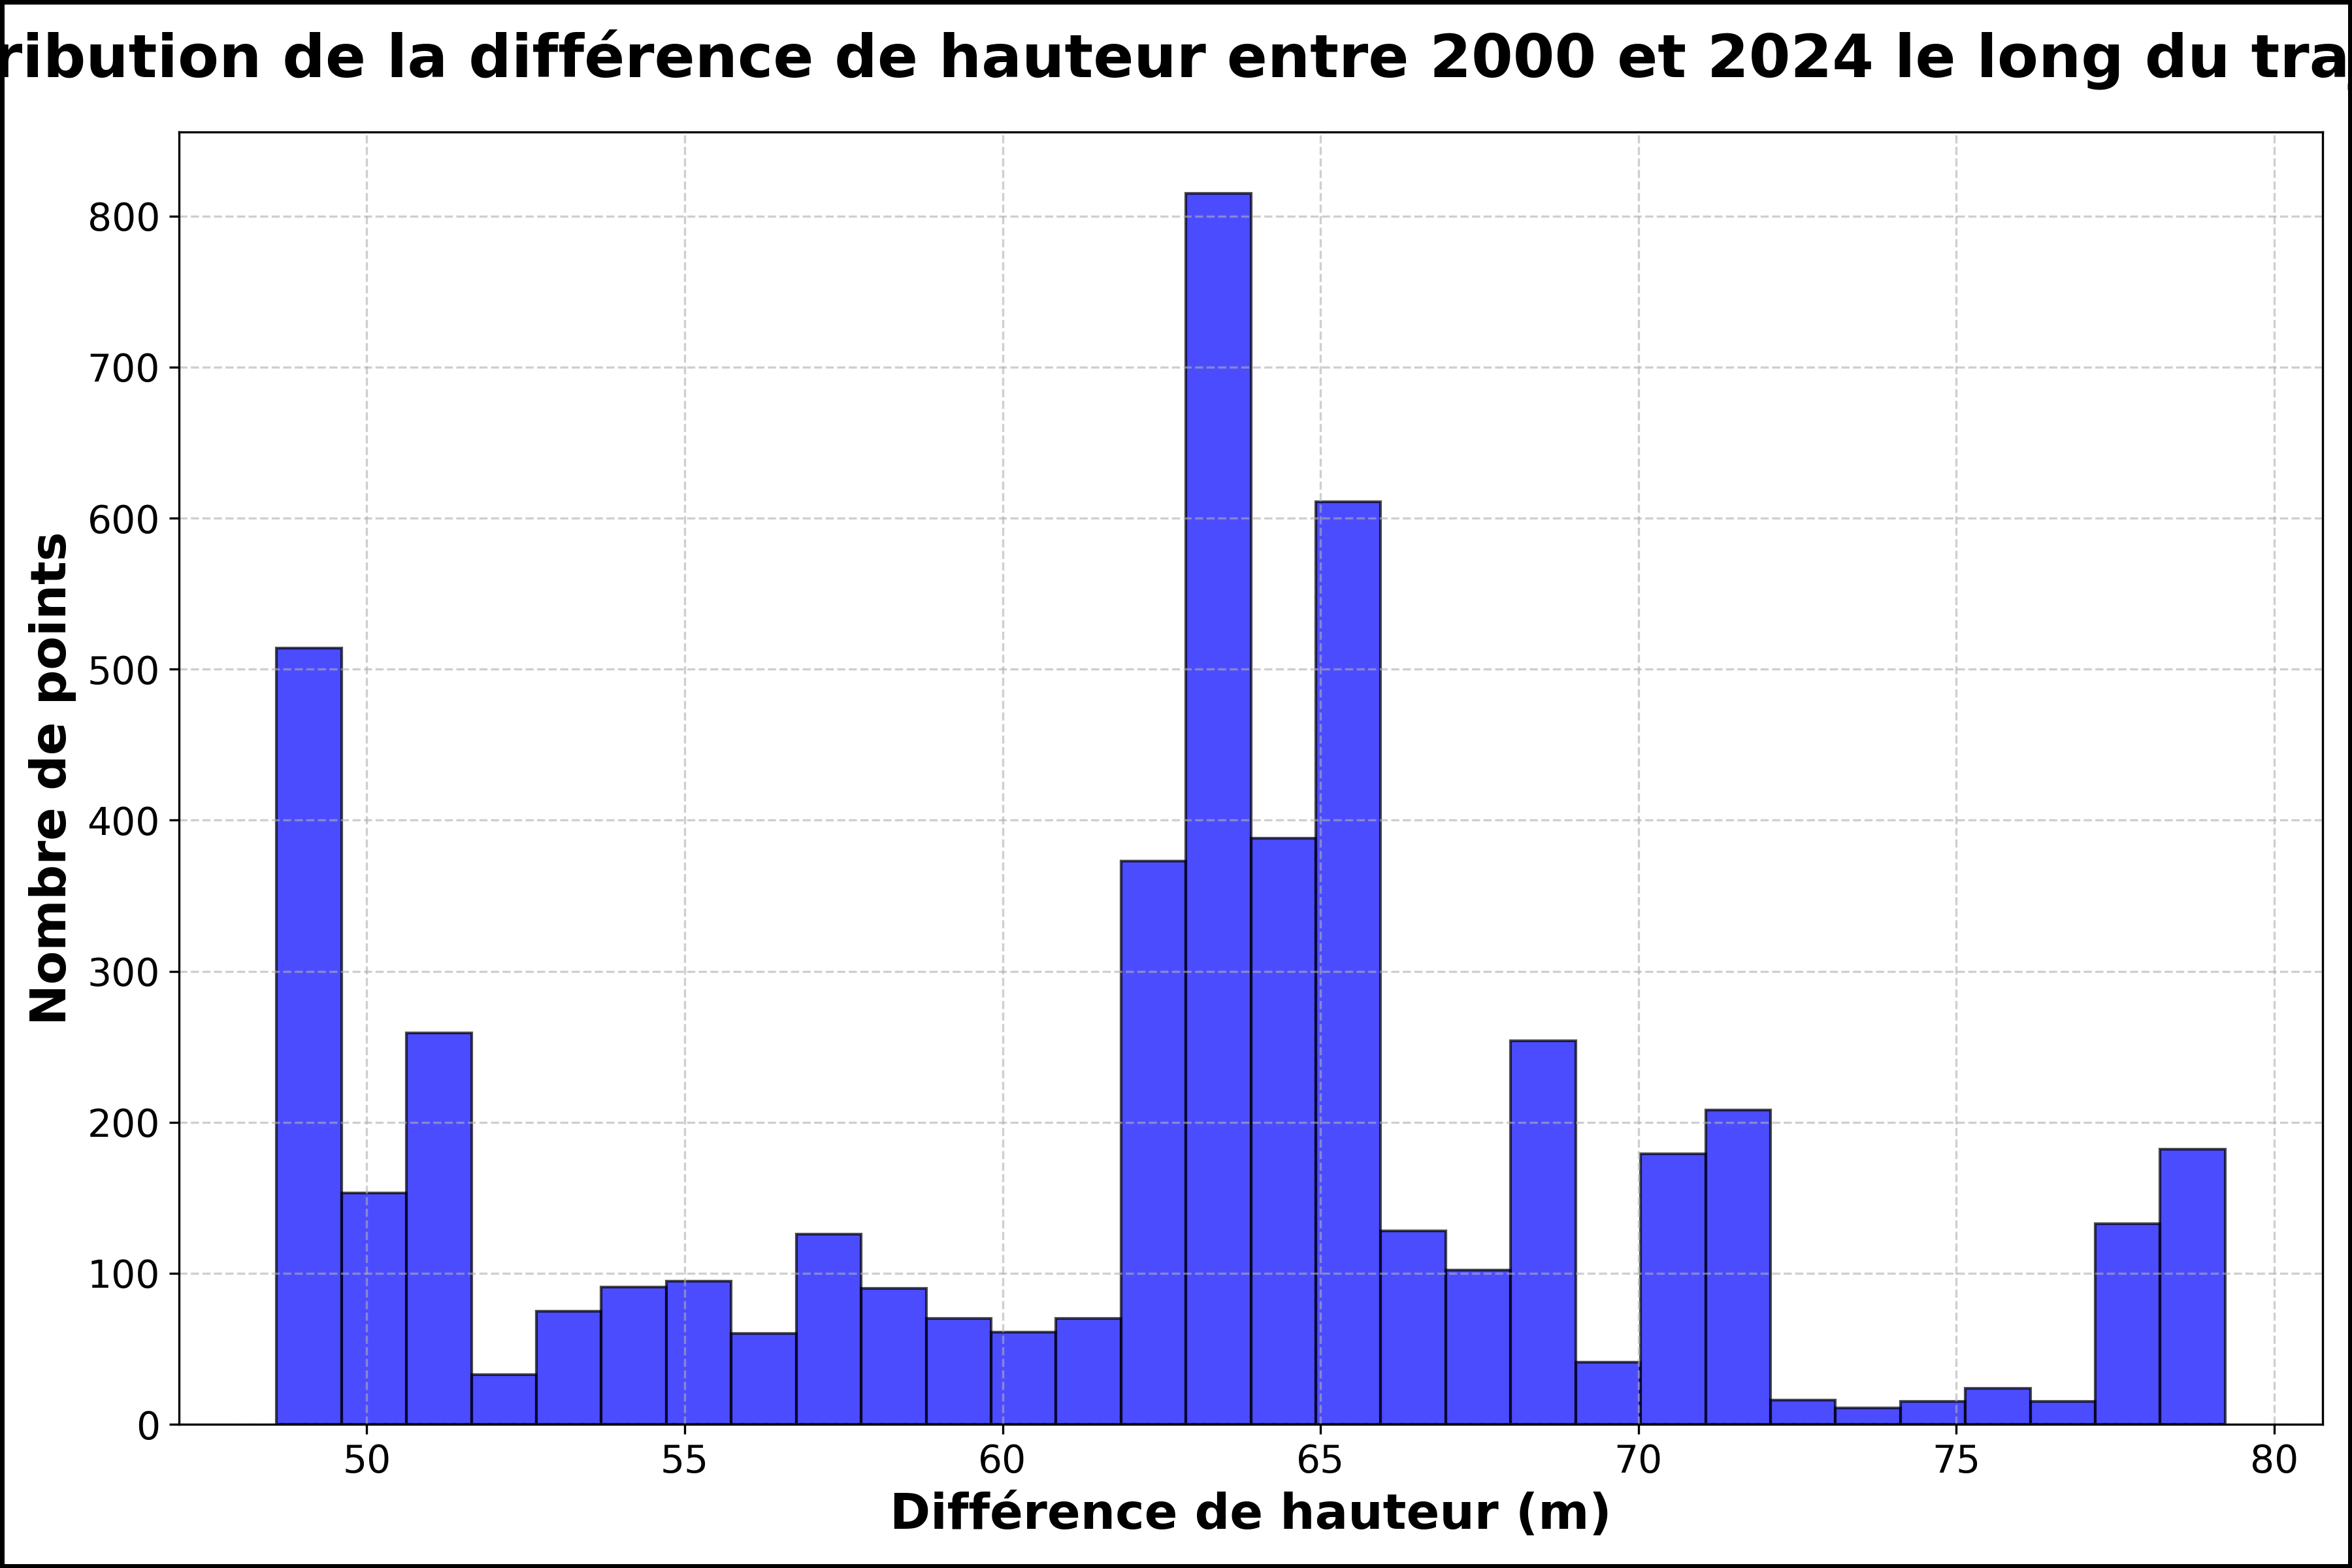 ribution de la différence de hauteur entre 2000 et 2024 le long du tra
800
700
600
500
400
300
200
100
0
Nombre de points
50 55 60 65 70 75 80
Différence de hauteur (m)